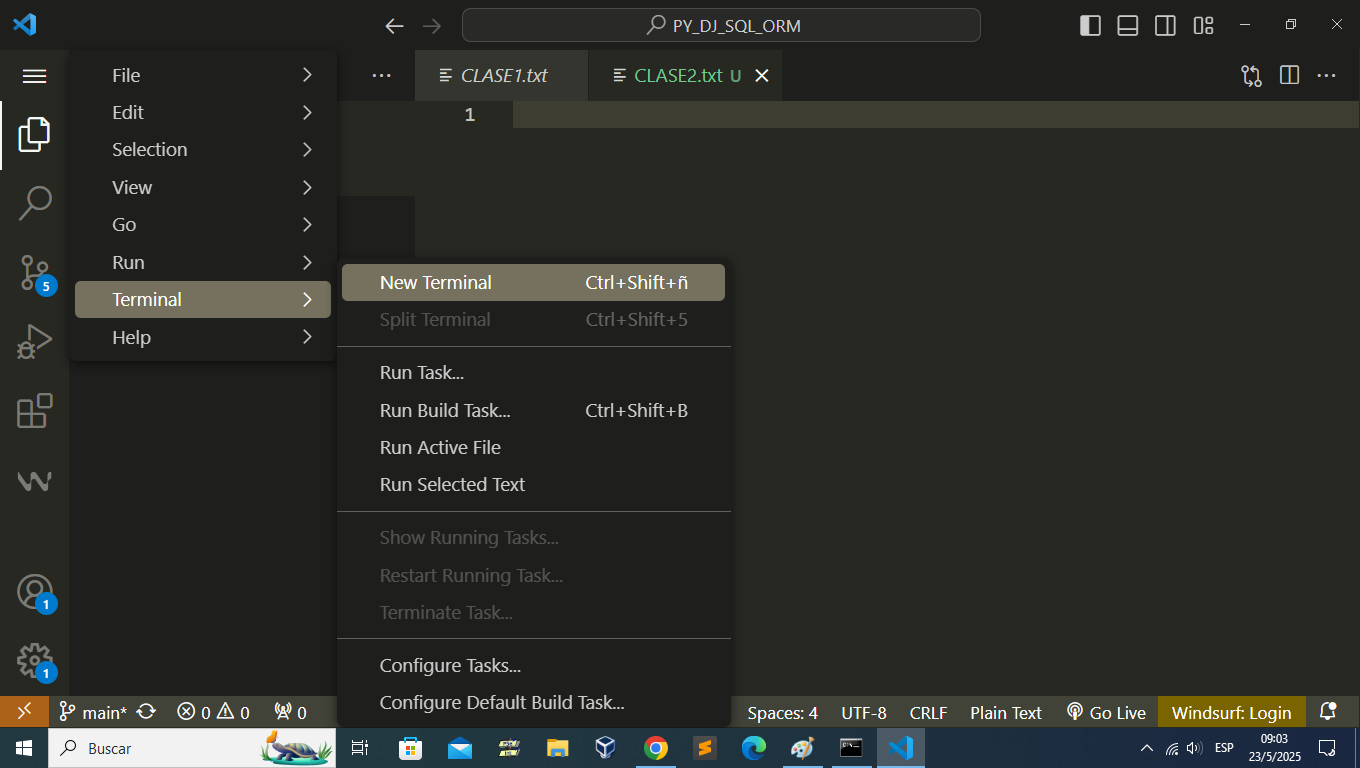 PY_DJ_SQL_ORM
File
Edit
Selection
View
Go
Run
Terminal
Help
CLASE1.txt
CLASE2.txt U
1
New Terminal Ctrl+Shift+ñ
Split Terminal Ctrl+Shift+5
Run Task...
Run Build Task... Ctrl+Shift+B
Run Active File
Run Selected Text
Show Running Tasks...
Restart Running Task...
Terminate Task...
Configure Tasks...
Configure Default Build Task...
5
1
1
main* 0 0 0 Spaces: 4 UTF-8 CRLF Plain Text Go Live Windsurf: Login
Buscar ESP 09:03
23/5/2025